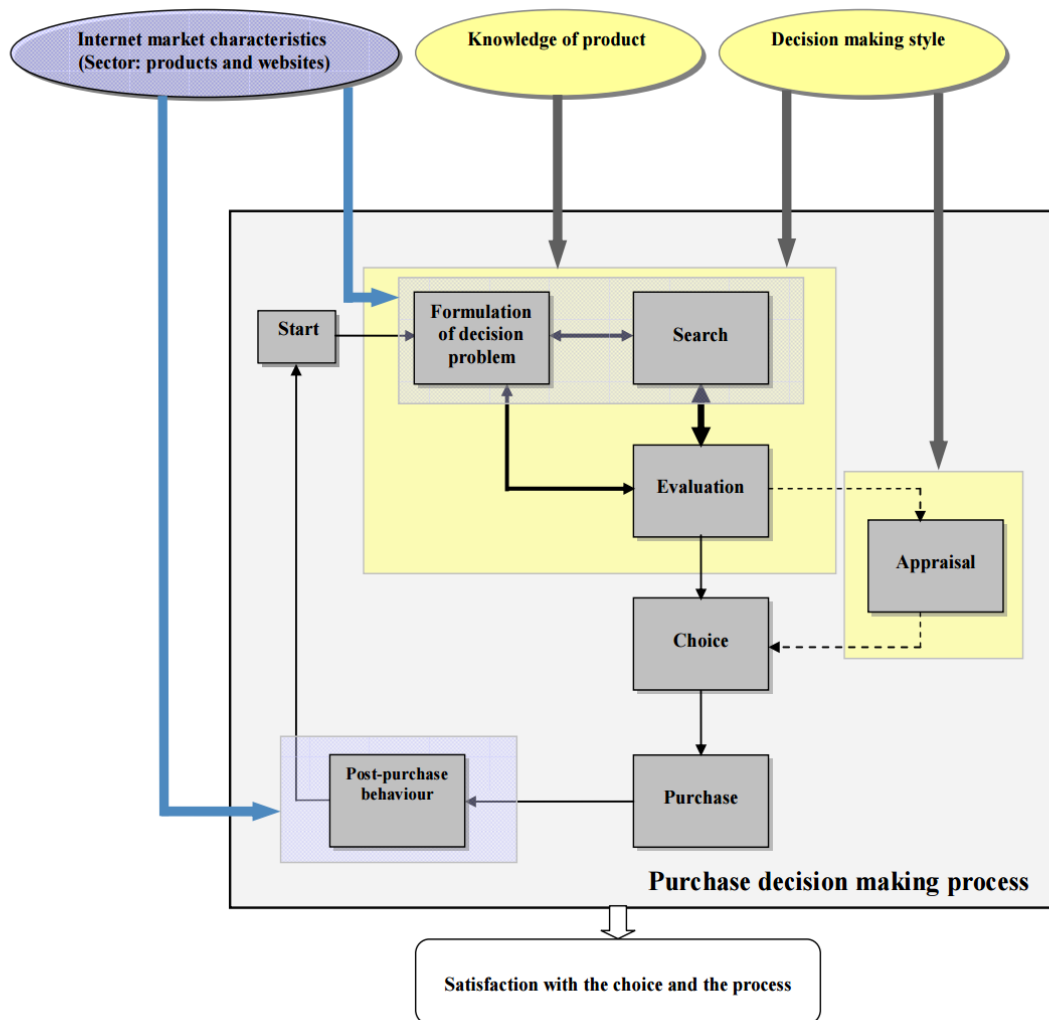 Internet market characteristics
(Sector: products and websites)
Knowledge of product
Decision making style
Start
Formulation
of decision
problem
Search
Evaluation
Appraisal
Choice
Post-purchase
behaviour
Purchase
Purchase decision making process
Satisfaction with the choice and the process